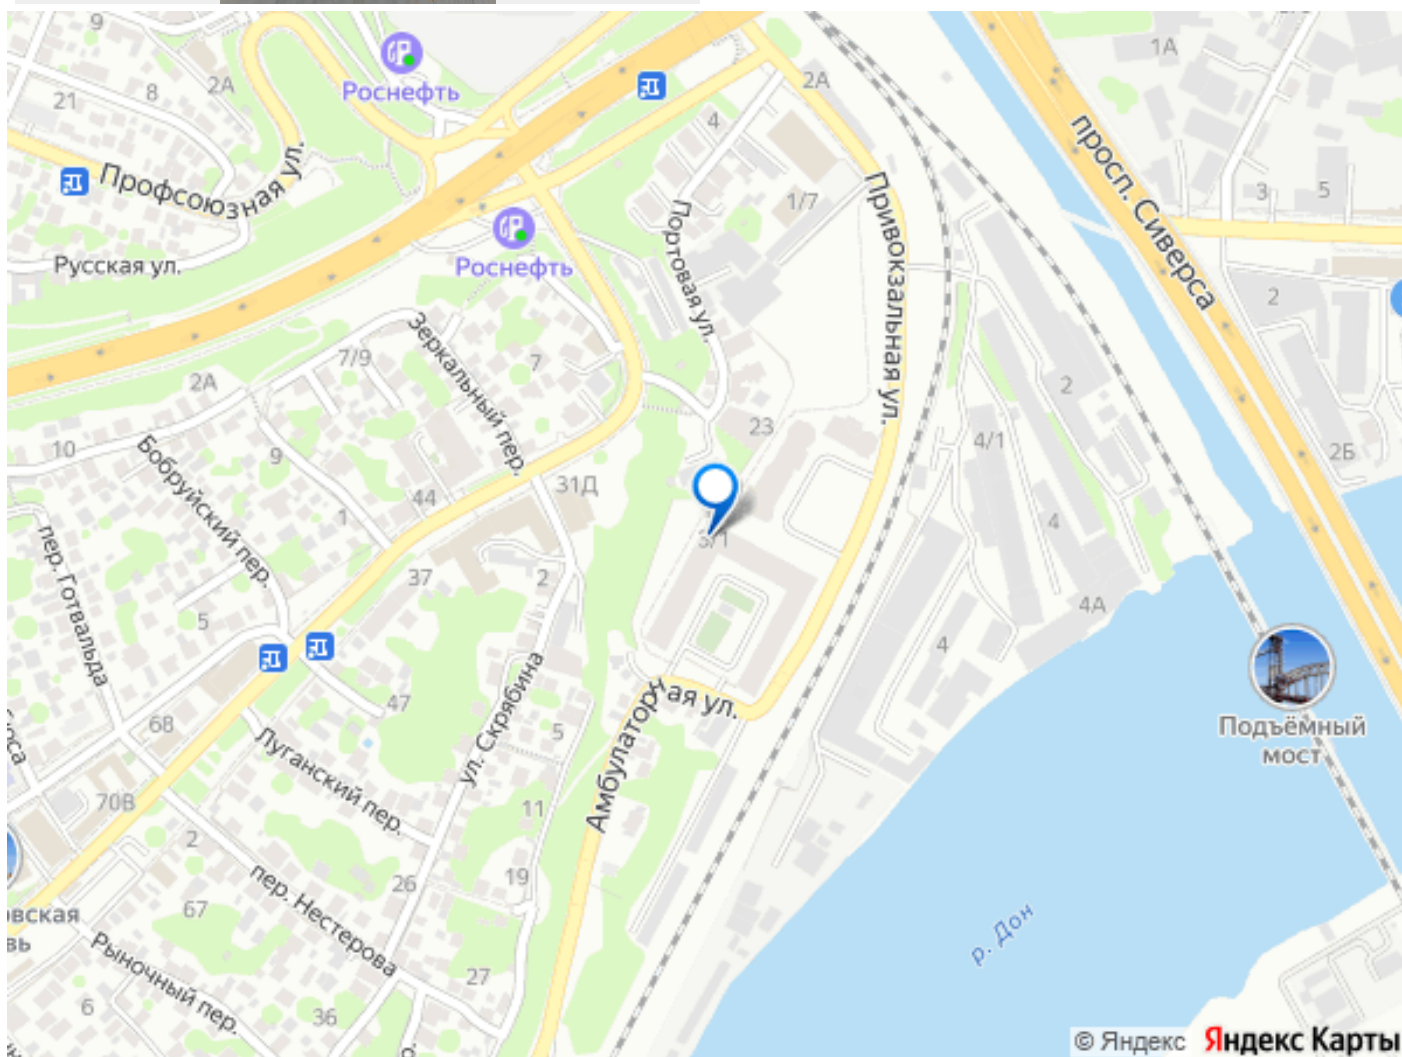 9
21
8
2А
Роснефть
Профсоюзная ул.
Русская ул.
Роснефть
4
2А
1/7
1А
просп. Сиверса
3
5
2
2Б
Привокзальная ул.
Портовая ул.
Зеркальный пер.
7/9
7
2А
10
9
Бобруйский пер.
44
1
31Д
23
3/1
2
4/1
4
4А
4
пер. Готвальда
5
37
2
47
68
70В
2
Луганский пер.
ул. Скрябина
5
11
19
26
67
пер. Нестерова
Рыночный пер.
6
36
27
Амбулаторная ул.
Подъёмный
мост
р. Дон
© Яндекс Яндекс Карты